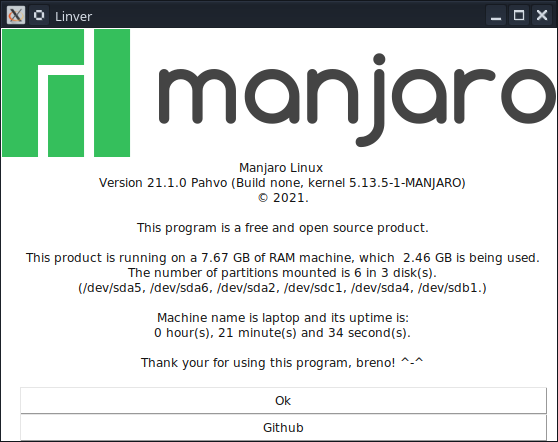 Linver
manjaro
Manjaro Linux
Version 21.1.0 Pahvo (Build none, kernel 5.13.5-1-MANJARO)
© 2021.
This program is a free and open source product.
This product is running on a 7.67 GB of RAM machine, which  2.46 GB is being used.
The number of partitions mounted is 6 in 3 disk(s).
(/dev/sda5, /dev/sda6, /dev/sda2, /dev/sdc1, /dev/sda4, /dev/sdb1.)
Machine name is laptop and its uptime is:
0 hour(s), 21 minute(s) and 34 second(s).
Thank your for using this program, breno! ^-^
Ok
Github